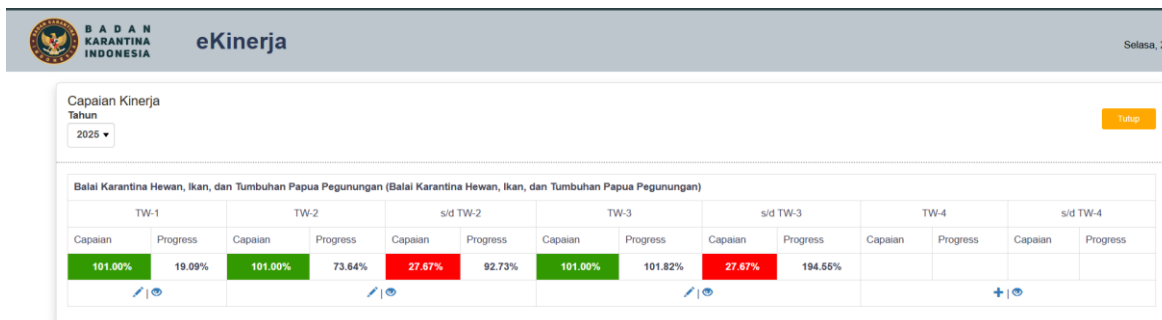 BADAN
KARANTINA
INDONESIA
eKinerja
Selasa,
Capaian Kinerja
Tahun
2025
Tutup
Balai Karantina Hewan, Ikan, dan Tumbuhan Papua Pegunungan (Balai Karantina Hewan, Ikan, dan Tumbuhan Papua Pegunungan)
TW-1 TW-2 s/d TW-2 TW-3 s/d TW-3 TW-4 s/d TW-4
Capaian Progress Capaian Progress Capaian Progress Capaian Progress Capaian Progress Capaian Progress Capaian Progress
101.00% 19.09% 101.00% 73.64% 27.67% 92.73% 101.00% 101.82% 27.67% 194.55%